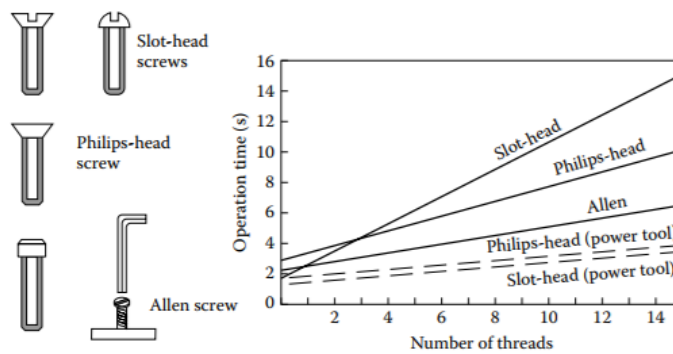 Slot-head
screws
Philips-head
screw
Allen screw
Operation time (s)
16
14
12
10
8
6
4
2
0
Slot-head
Philips-head
Allen
Philips-head (power tool)
Slot-head (power tool)
2
4
6
8
10
12
14
Number of threads